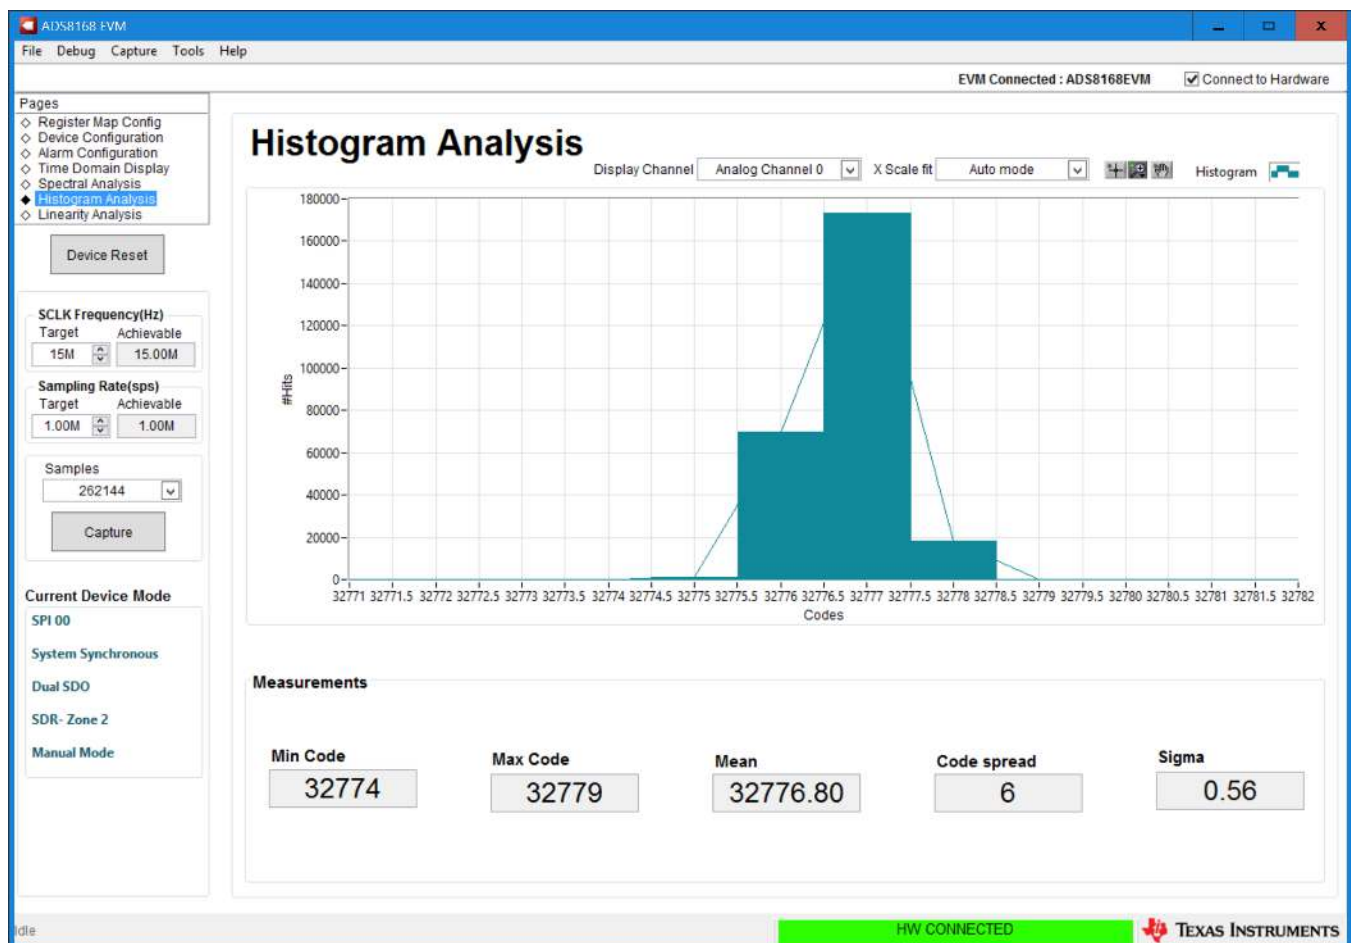 ADS8168 EVM
File Debug Capture Tools Help
EVM Connected : ADS8168EVM Connect to Hardware
Pages
Register Map Config
Device Configuration
Alarm Configuration
Time Domain Display
Spectral Analysis
Histogram Analysis
Linearity Analysis
Device Reset
SCLK Frequency(Hz)
Target Achievable
15M 15.00M
Sampling Rate(sps)
Target Achievable
1.00M 1.00M
Samples
262144
Capture
Current Device Mode
SPI 00
System Synchronous
Dual SDO
SDR- Zone 2
Manual Mode
Histogram Analysis
Display Channel Analog Channel 0 X Scale fit Auto mode Histogram
180000
160000
140000
120000
100000
80000
60000
40000
20000
0
#Hits
32771 32771.5 32772 32772.5 32773 32773.5 32774 32774.5 32775 32775.5 32776 32776.5 32777 32777.5 32778 32778.5 32779 32779.5 32780 32780.5 32781 32781.5 32782
Codes
Measurements
Min Code Max Code Mean Code spread Sigma
32774 32779 32776.80 6 0.56
Idle HW CONNECTED TEXAS INSTRUMENTS